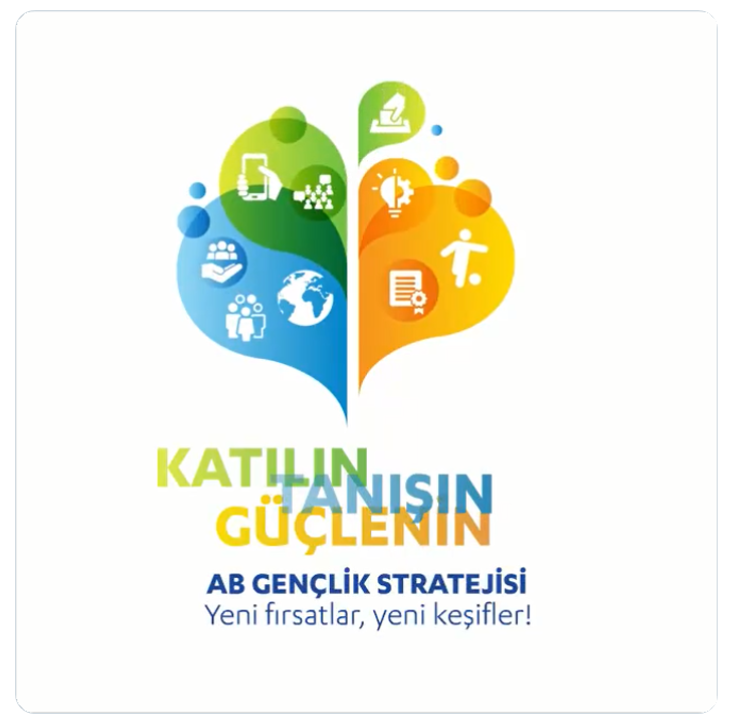 KATILIN
TANIŞIN
GÜÇLENİN
AB GENÇLİK STRATEJİSİ
Yeni fırsatlar, yeni keşifler!